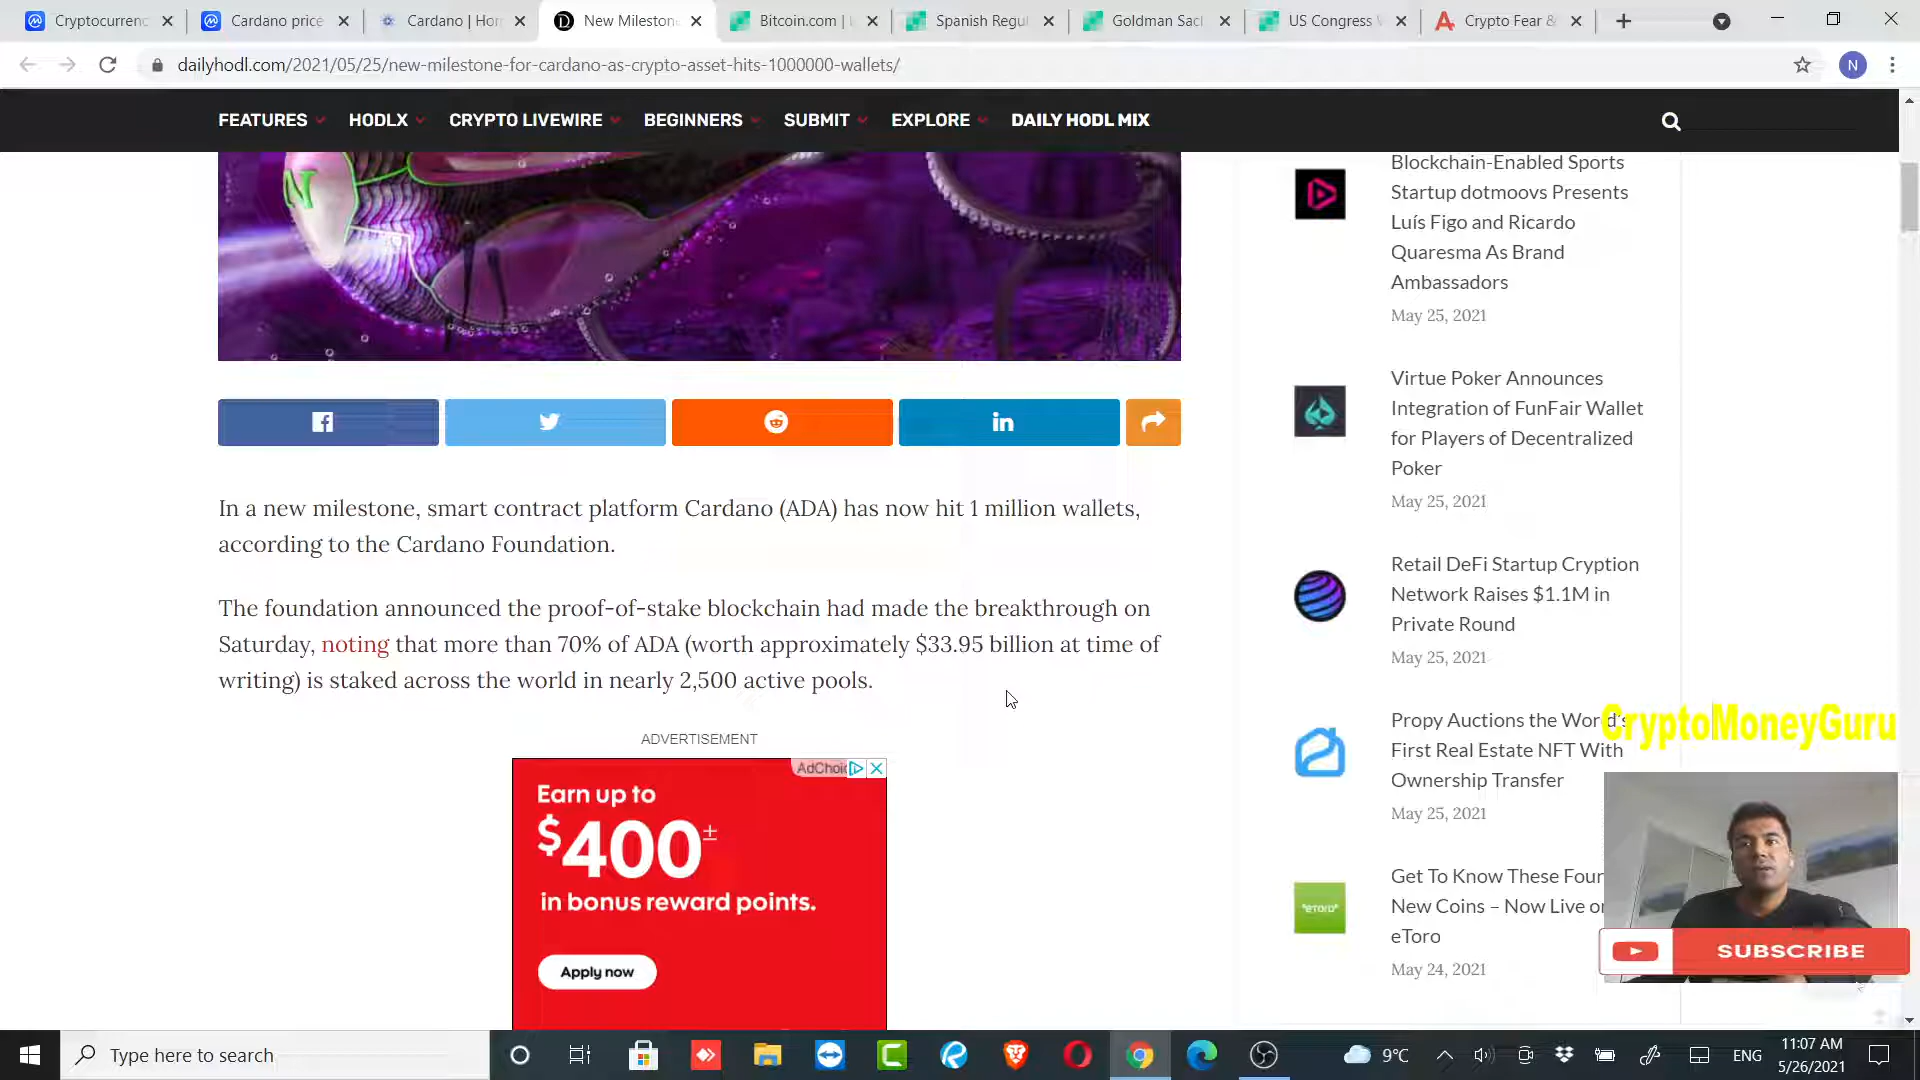 Cryptocurrenc
Cardano price
Cardano | Hom
New Mileston
Bitcoin.com |
Spanish Regu
Goldman Sac
US Congress
Crypto Fear &
dailyhodl.com/2021/05/25/new-milestone-for-cardano-as-crypto-asset-hits-1000000-wallets/
N
FEATURES HODLX CRYPTO LIVEWIRE BEGINNERS SUBMIT EXPLORE DAILY HODL MIX
N
In a new milestone, smart contract platform Cardano (ADA) has now hit 1 million wallets,
according to the Cardano Foundation.
The foundation announced the proof-of-stake blockchain had made the breakthrough on
Saturday, noting that more than 70% of ADA (worth approximately $33.95 billion at time of
writing) is staked across the world in nearly 2,500 active pools.
ADVERTISEMENT
AdChoic
Earn up to
$400±
in bonus reward points.
Apply now
Blockchain-Enabled Sports
Startup dotmoovs Presents
Luís Figo and Ricardo
Quaresma As Brand
Ambassadors
May 25, 2021
Virtue Poker Announces
Integration of FunFair Wallet
for Players of Decentralized
Poker
May 25, 2021
Retail DeFi Startup Cryption
Network Raises $1.1M in
Private Round
May 25, 2021
Propy Auctions the World's
First Real Estate NFT With
Ownership Transfer
May 25, 2021
eToro
Get To Know These Four
New Coins – Now Live on
eToro
May 24, 2021
CryptoMoneyGuru
SUBSCRIBE
Type here to search
9°C
ENG
11:07 AM
5/26/2021